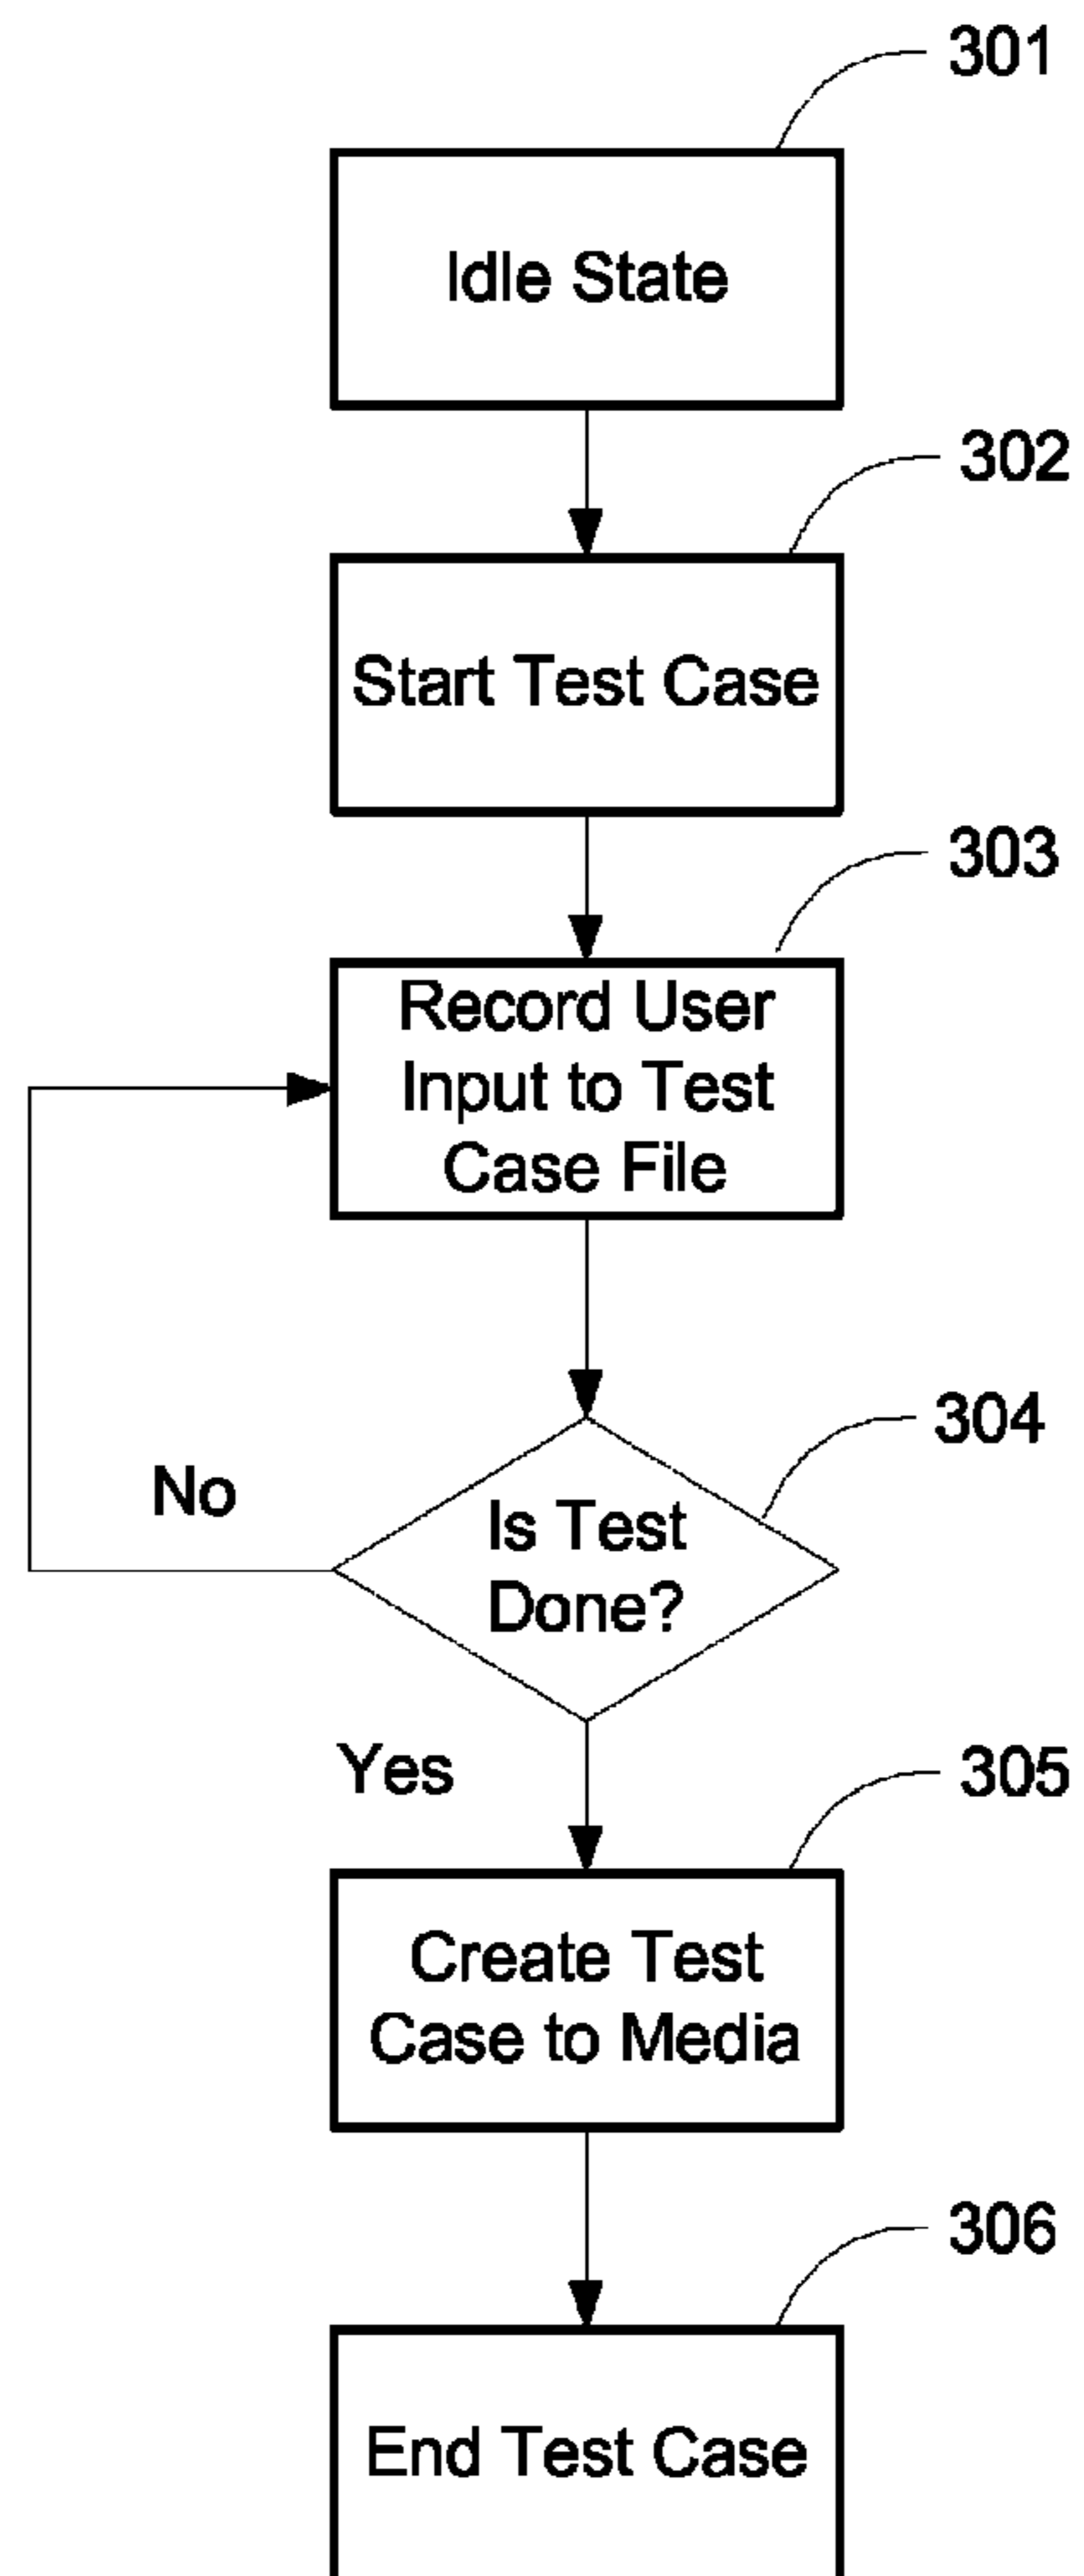 301
Idle State
302
Start Test Case
303
Record User
Input to Test
Case File
304
No
Is Test
Done?
Yes
305
Create Test
Case to Media
306
End Test Case